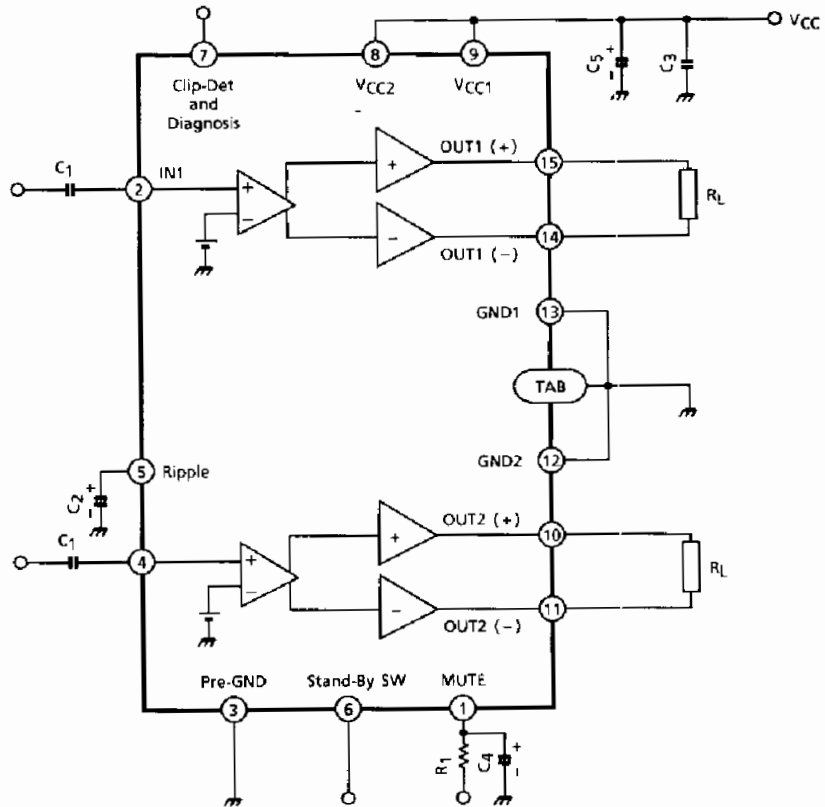 VCC
7
8
9
C5
+
-
C3
Clip-Det
and
Diagnosis
VCC2
VCC1
C1
2
IN1
+
-
+
-
OUT1 (+)
15
RL
OUT1 (-)
14
GND1
13
TAB
GND2
12
5
Ripple
C2
+
-
C1
4
+
-
+
-
OUT2 (+)
10
RL
11
OUT2 (-)
Pre-GND
Stand-By SW
MUTE
3
6
1
R1
C4
+
-